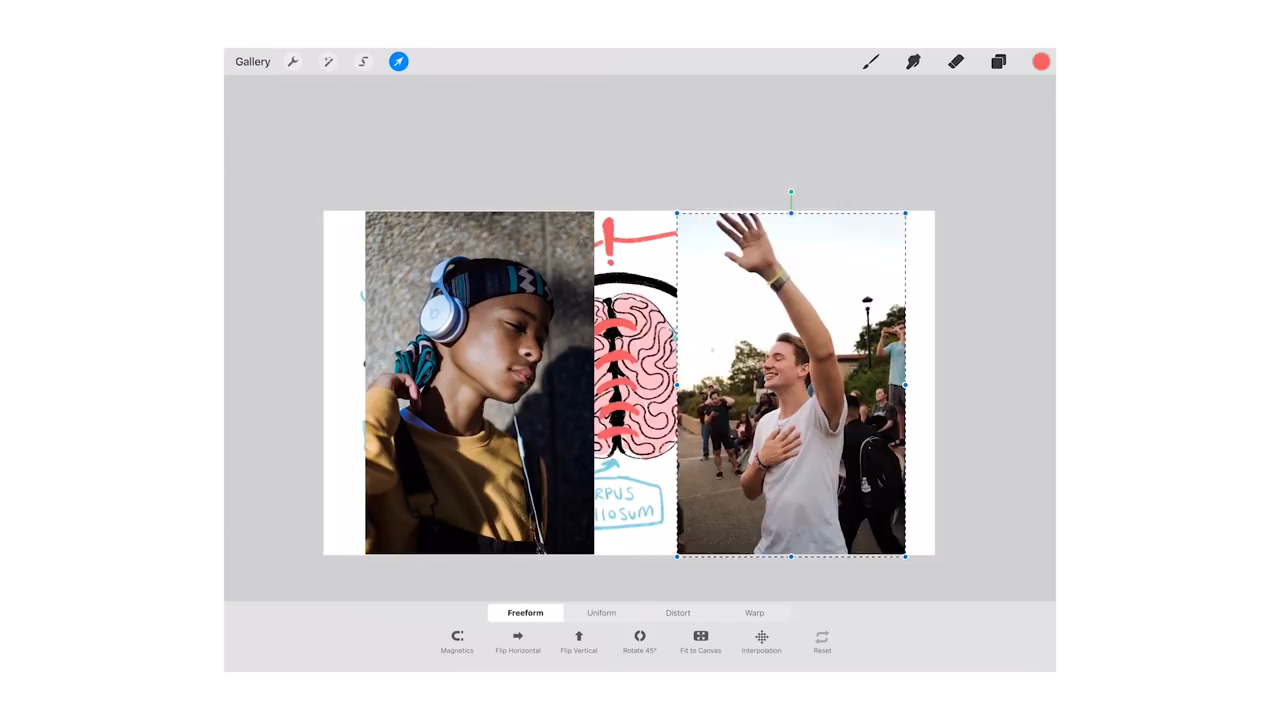 Gallery
RPUS
llosum
Freeform
Uniform
Distort
Warp
Magnetics
Flip Horizontal
Flip Vertical
Rotate 45°
Fit to Canvas
Interpolation
Reset